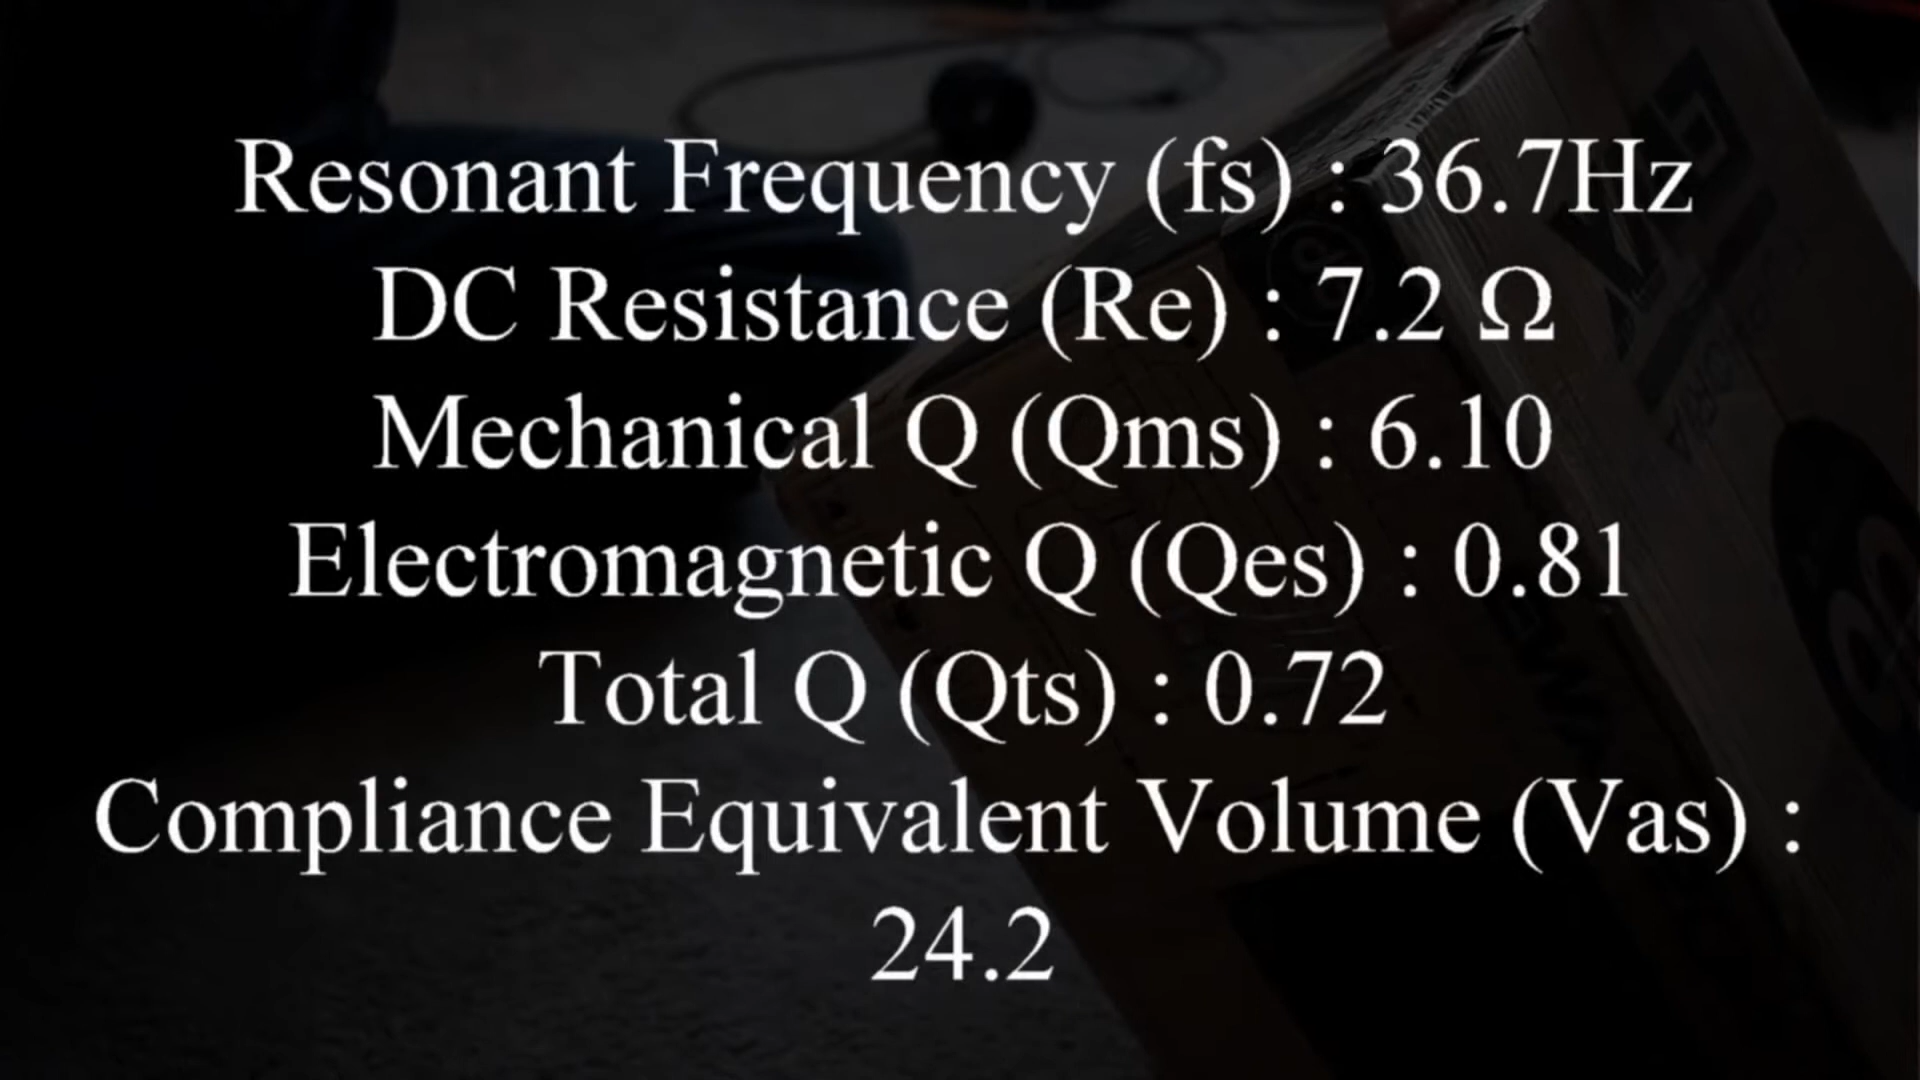 Resonant Frequency (fs) : 36.7Hz
DC Resistance (Re) : 7.2 Ω
Mechanical Q (Qms) : 6.10
Electromagnetic Q (Qes) : 0.81
Total Q (Qts) : 0.72
Compliance Equivalent Volume (Vas) :
24.2